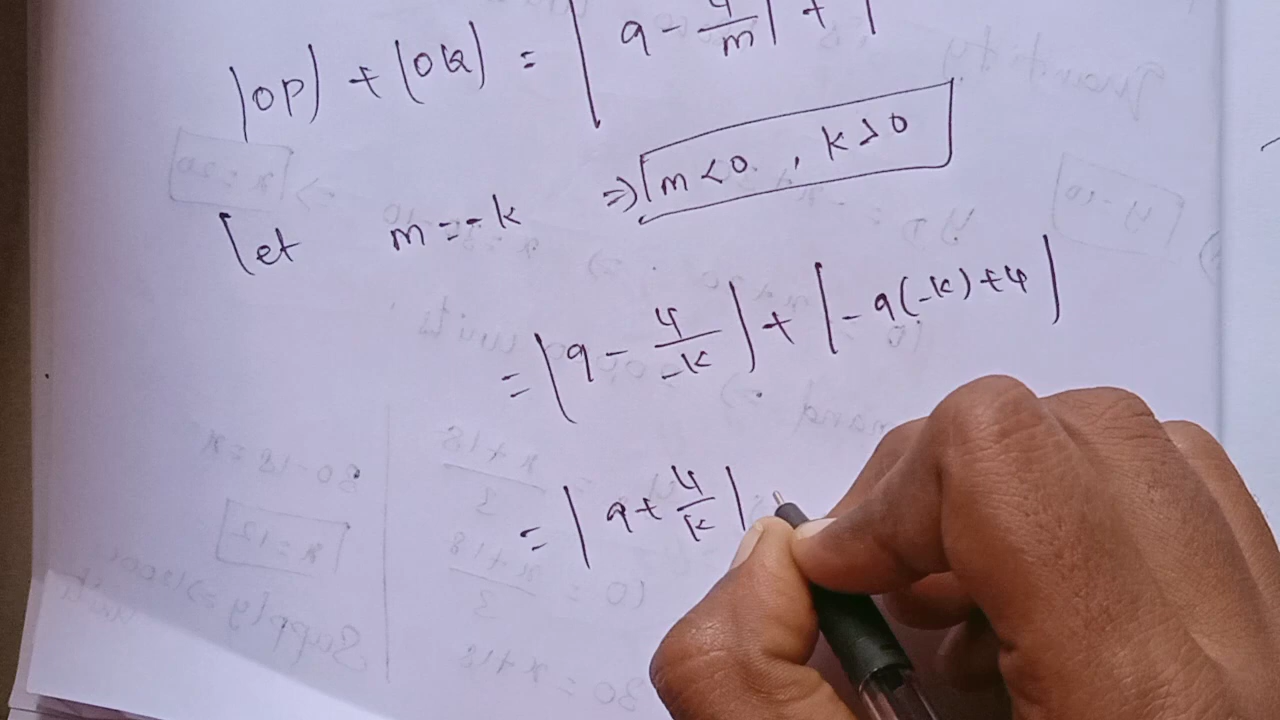 |OP| + |OQ| = | 9 - 4/m | + |
Let m = -k ⇒ m < 0 , k > 0
= | 9 - 4/-k | + | -9(-k) + 4 |
= | 9 + 4/k |